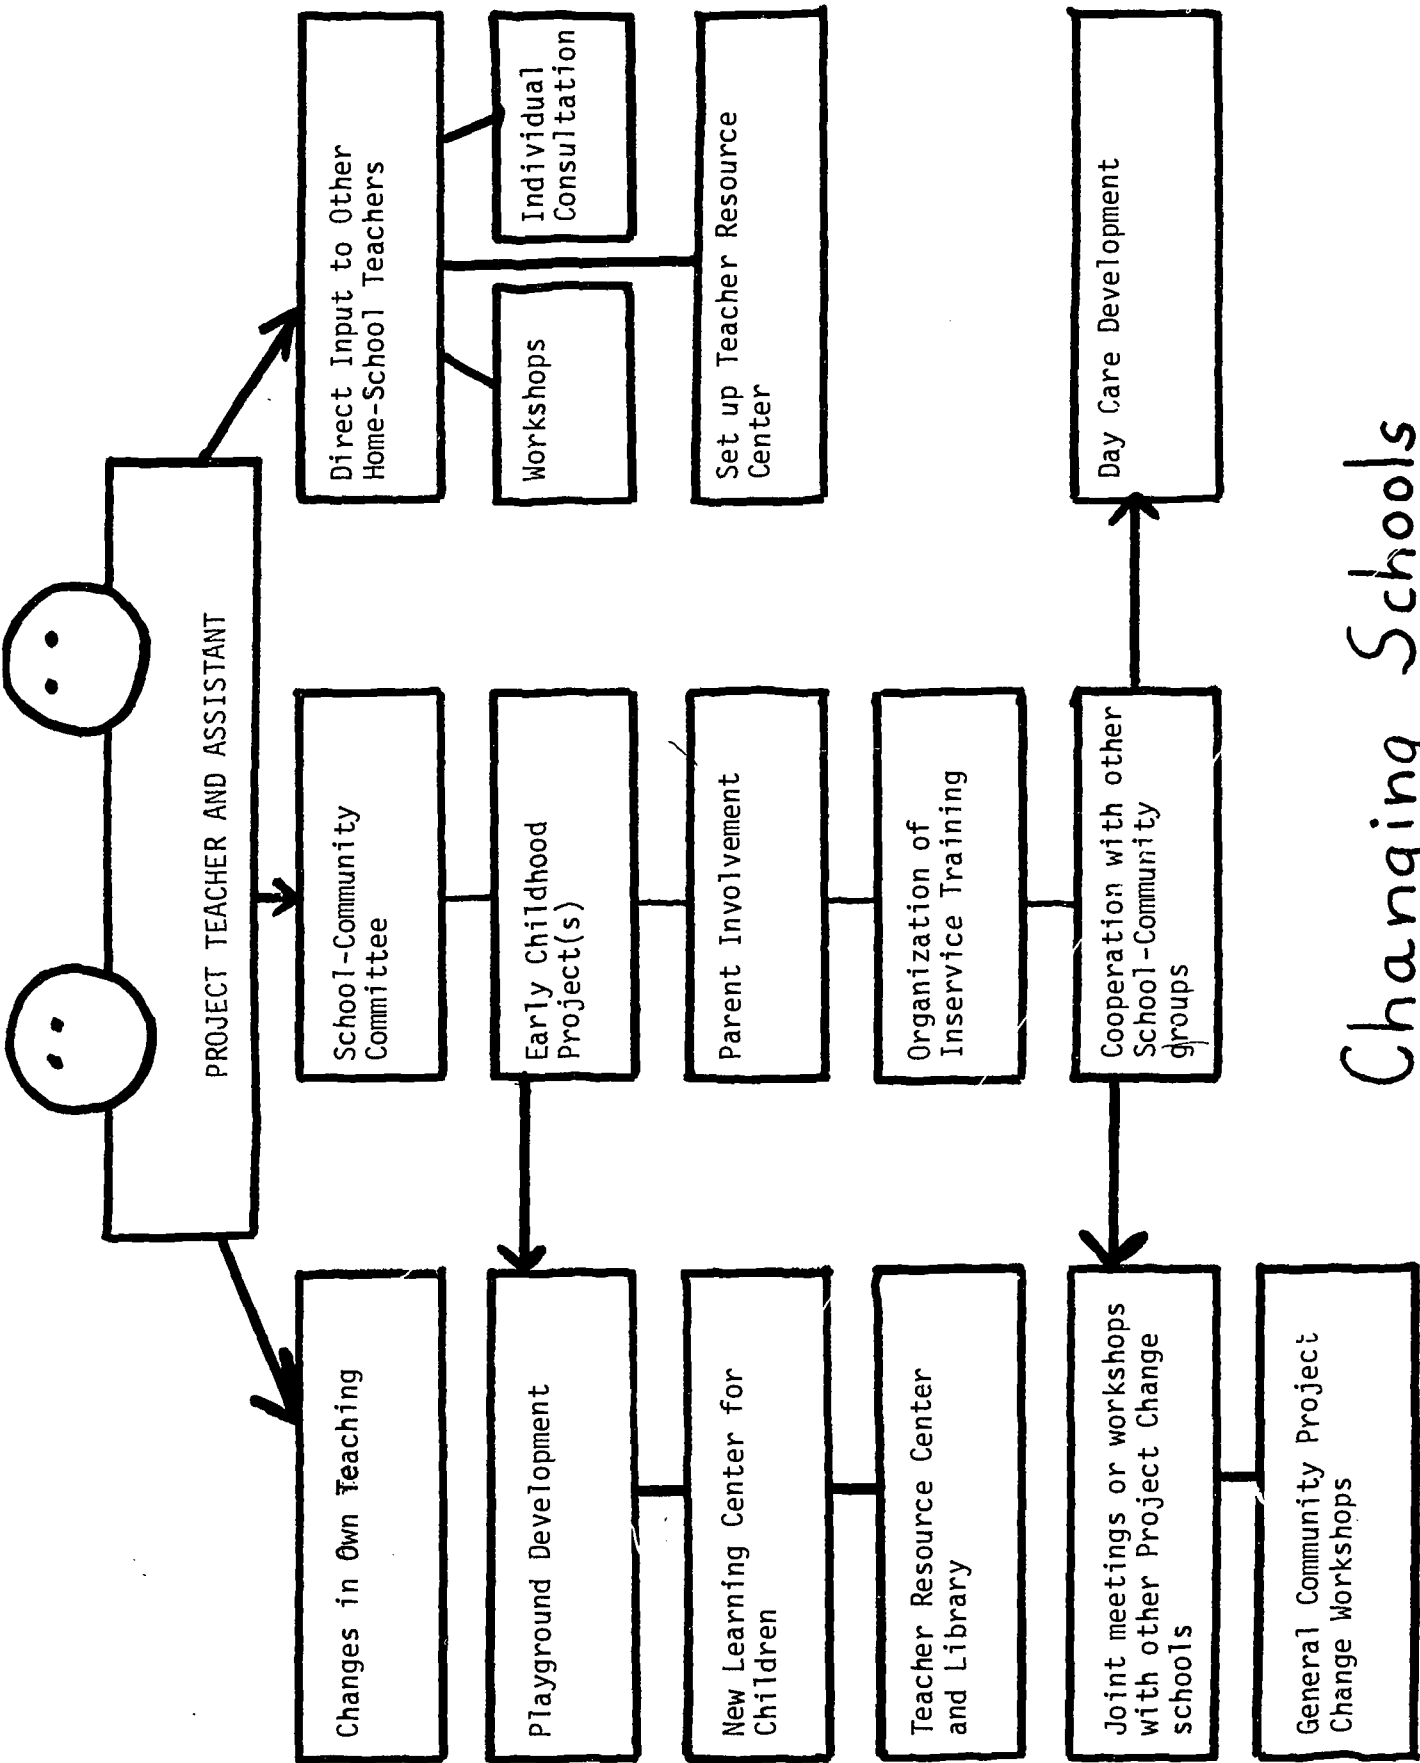 PROJECT TEACHER AND ASSISTANT
Changes in Own Teaching
School-Community
Committee
Direct Input to Other
Home-School Teachers
Playground Development
Early Childhood
Project(s)
Workshops
Individual
Consultation
New Learning Center for
Children
Parent Involvement
Set up Teacher Resource
Center
Teacher Resource Center
and Library
Organization of
Inservice Training
Joint meetings or workshops
with other Project Change
schools
Cooperation with other
School-Community
groups
Day Care Development
General Community Project
Change Workshops
Changing Schools